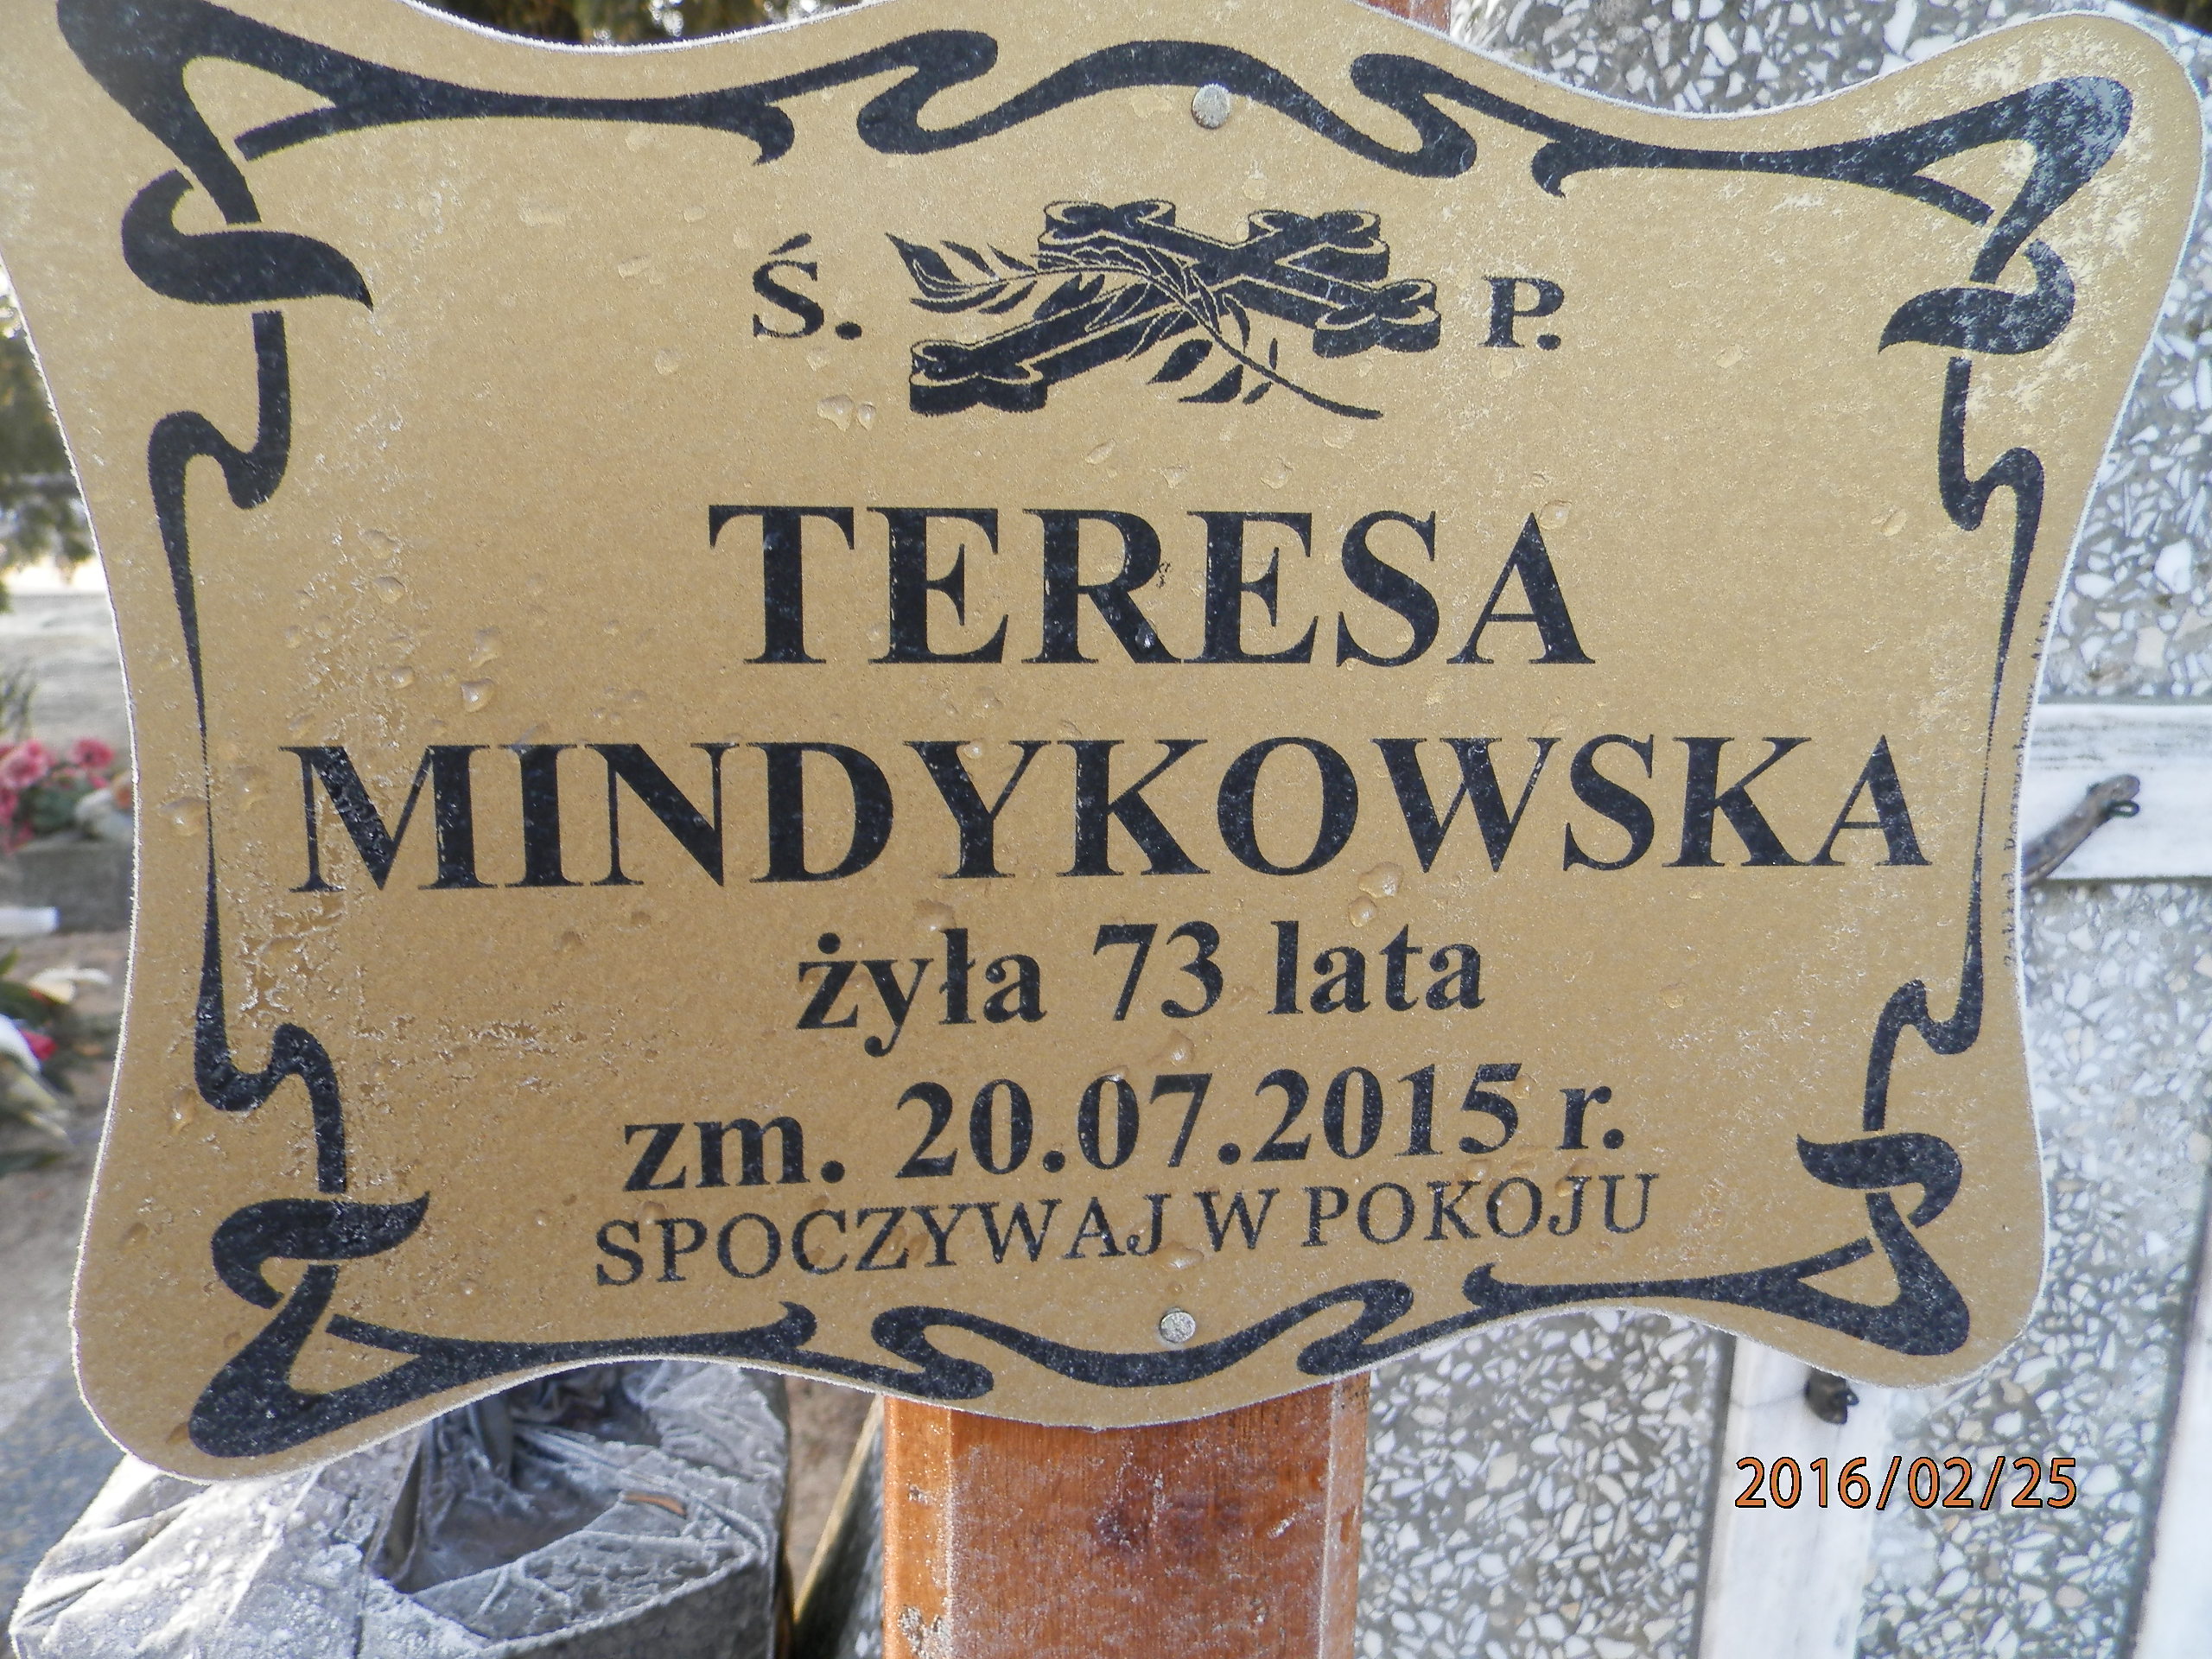 Ś. P.
TERESA
MINDYKOWSKA
żyła 73 lata
zm. 20.07.2015 r.
SPOCZYWAJ W POKOJU
2016/02/25